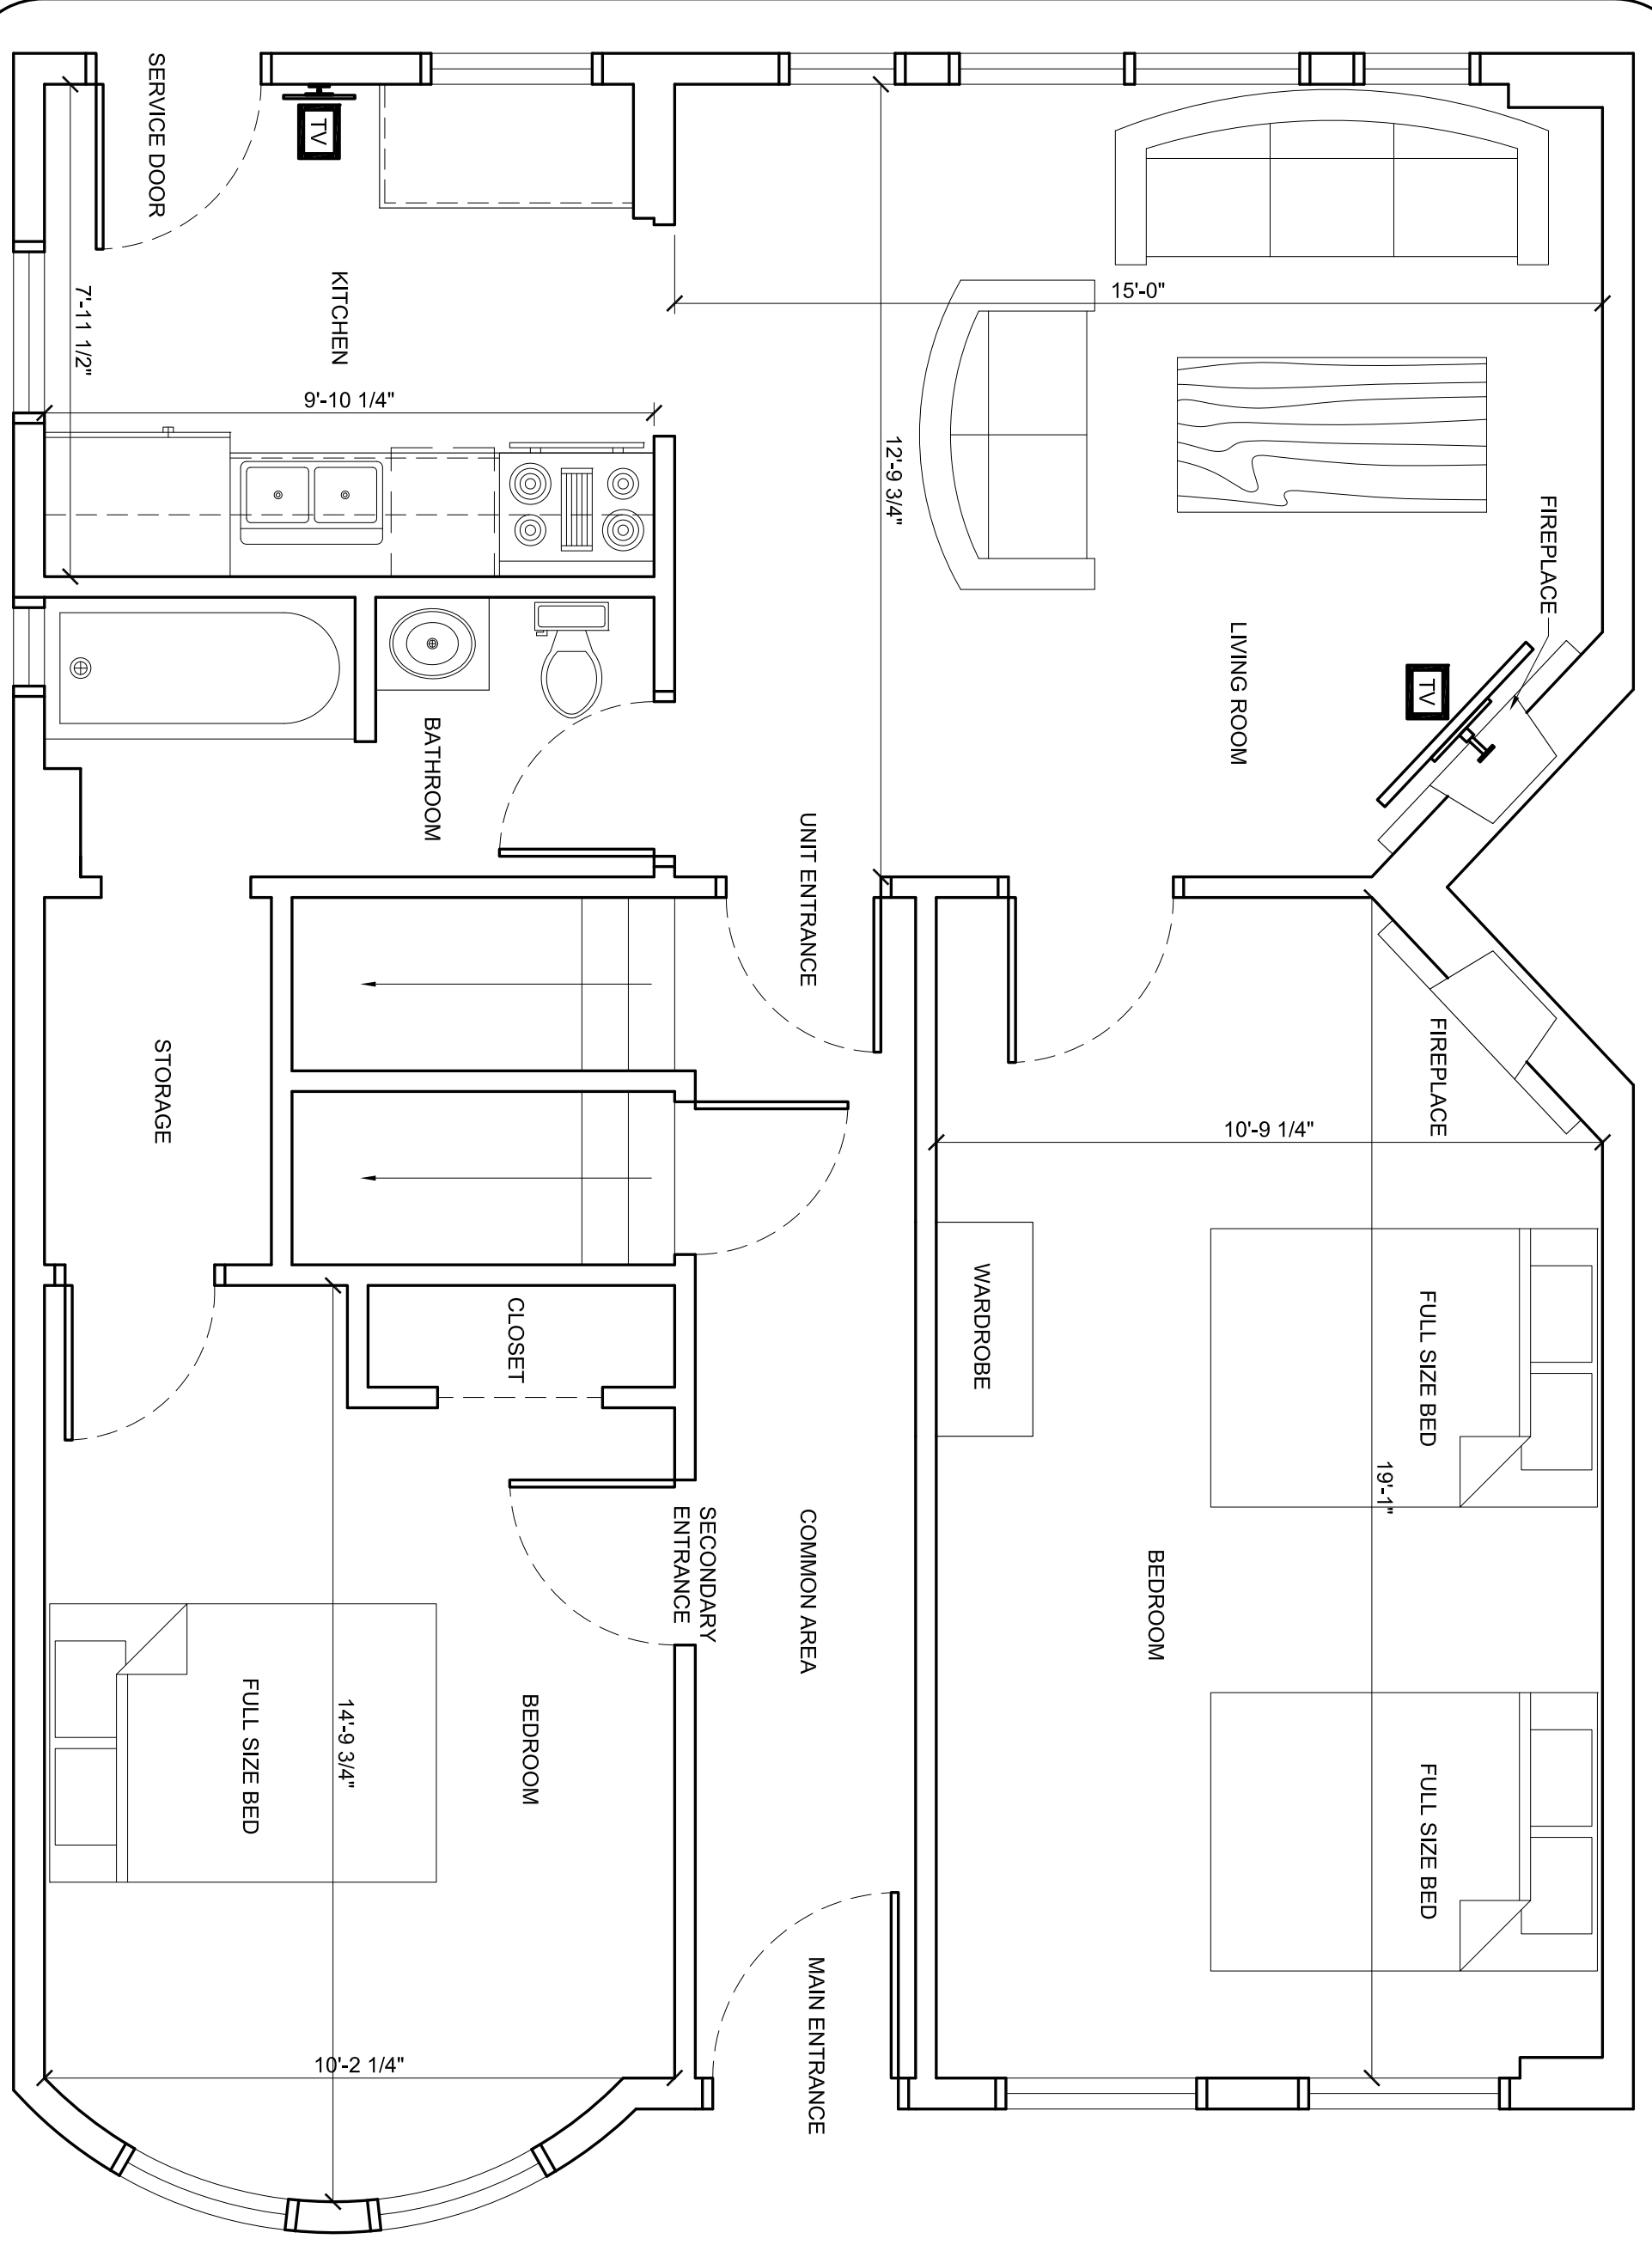 SERVICE DOOR
TV
KITCHEN
7'-11 1/2"
9'-10 1/4"
15'-0"
12'-9 3/4"
FIREPLACE
LIVING ROOM
TV
BATHROOM
UNIT ENTRANCE
STORAGE
FIREPLACE
10'-9 1/4"
WARDROBE
CLOSET
FULL SIZE BED
19'-1"
SECONDARY
ENTRANCE
COMMON AREA
BEDROOM
FULL SIZE BED
14'-9 3/4"
BEDROOM
FULL SIZE BED
MAIN ENTRANCE
10'-2 1/4"